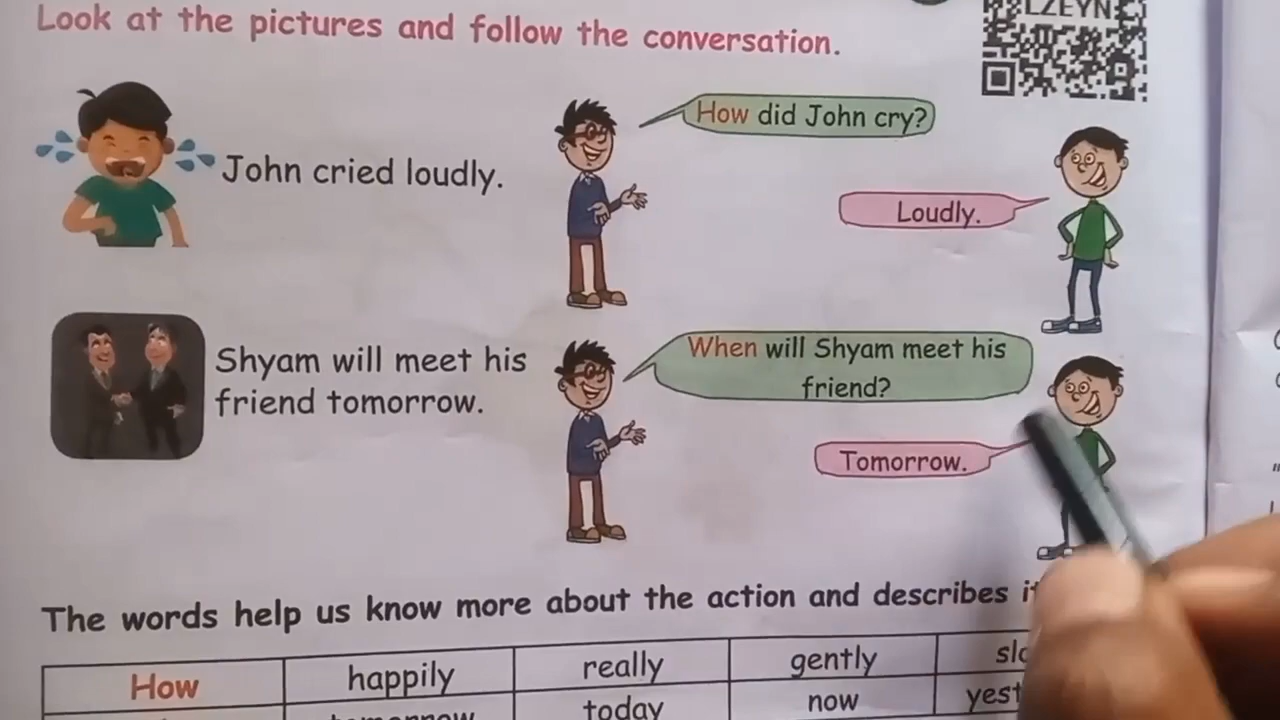 LZEYN
Look at the pictures and follow the conversation.
How did John cry?
John cried loudly.
Loudly.
When will Shyam meet his
friend?
Shyam will meet his
friend tomorrow.
Tomorrow.
The words help us know more about the action and describes
How happily really gently
tomorrow today now